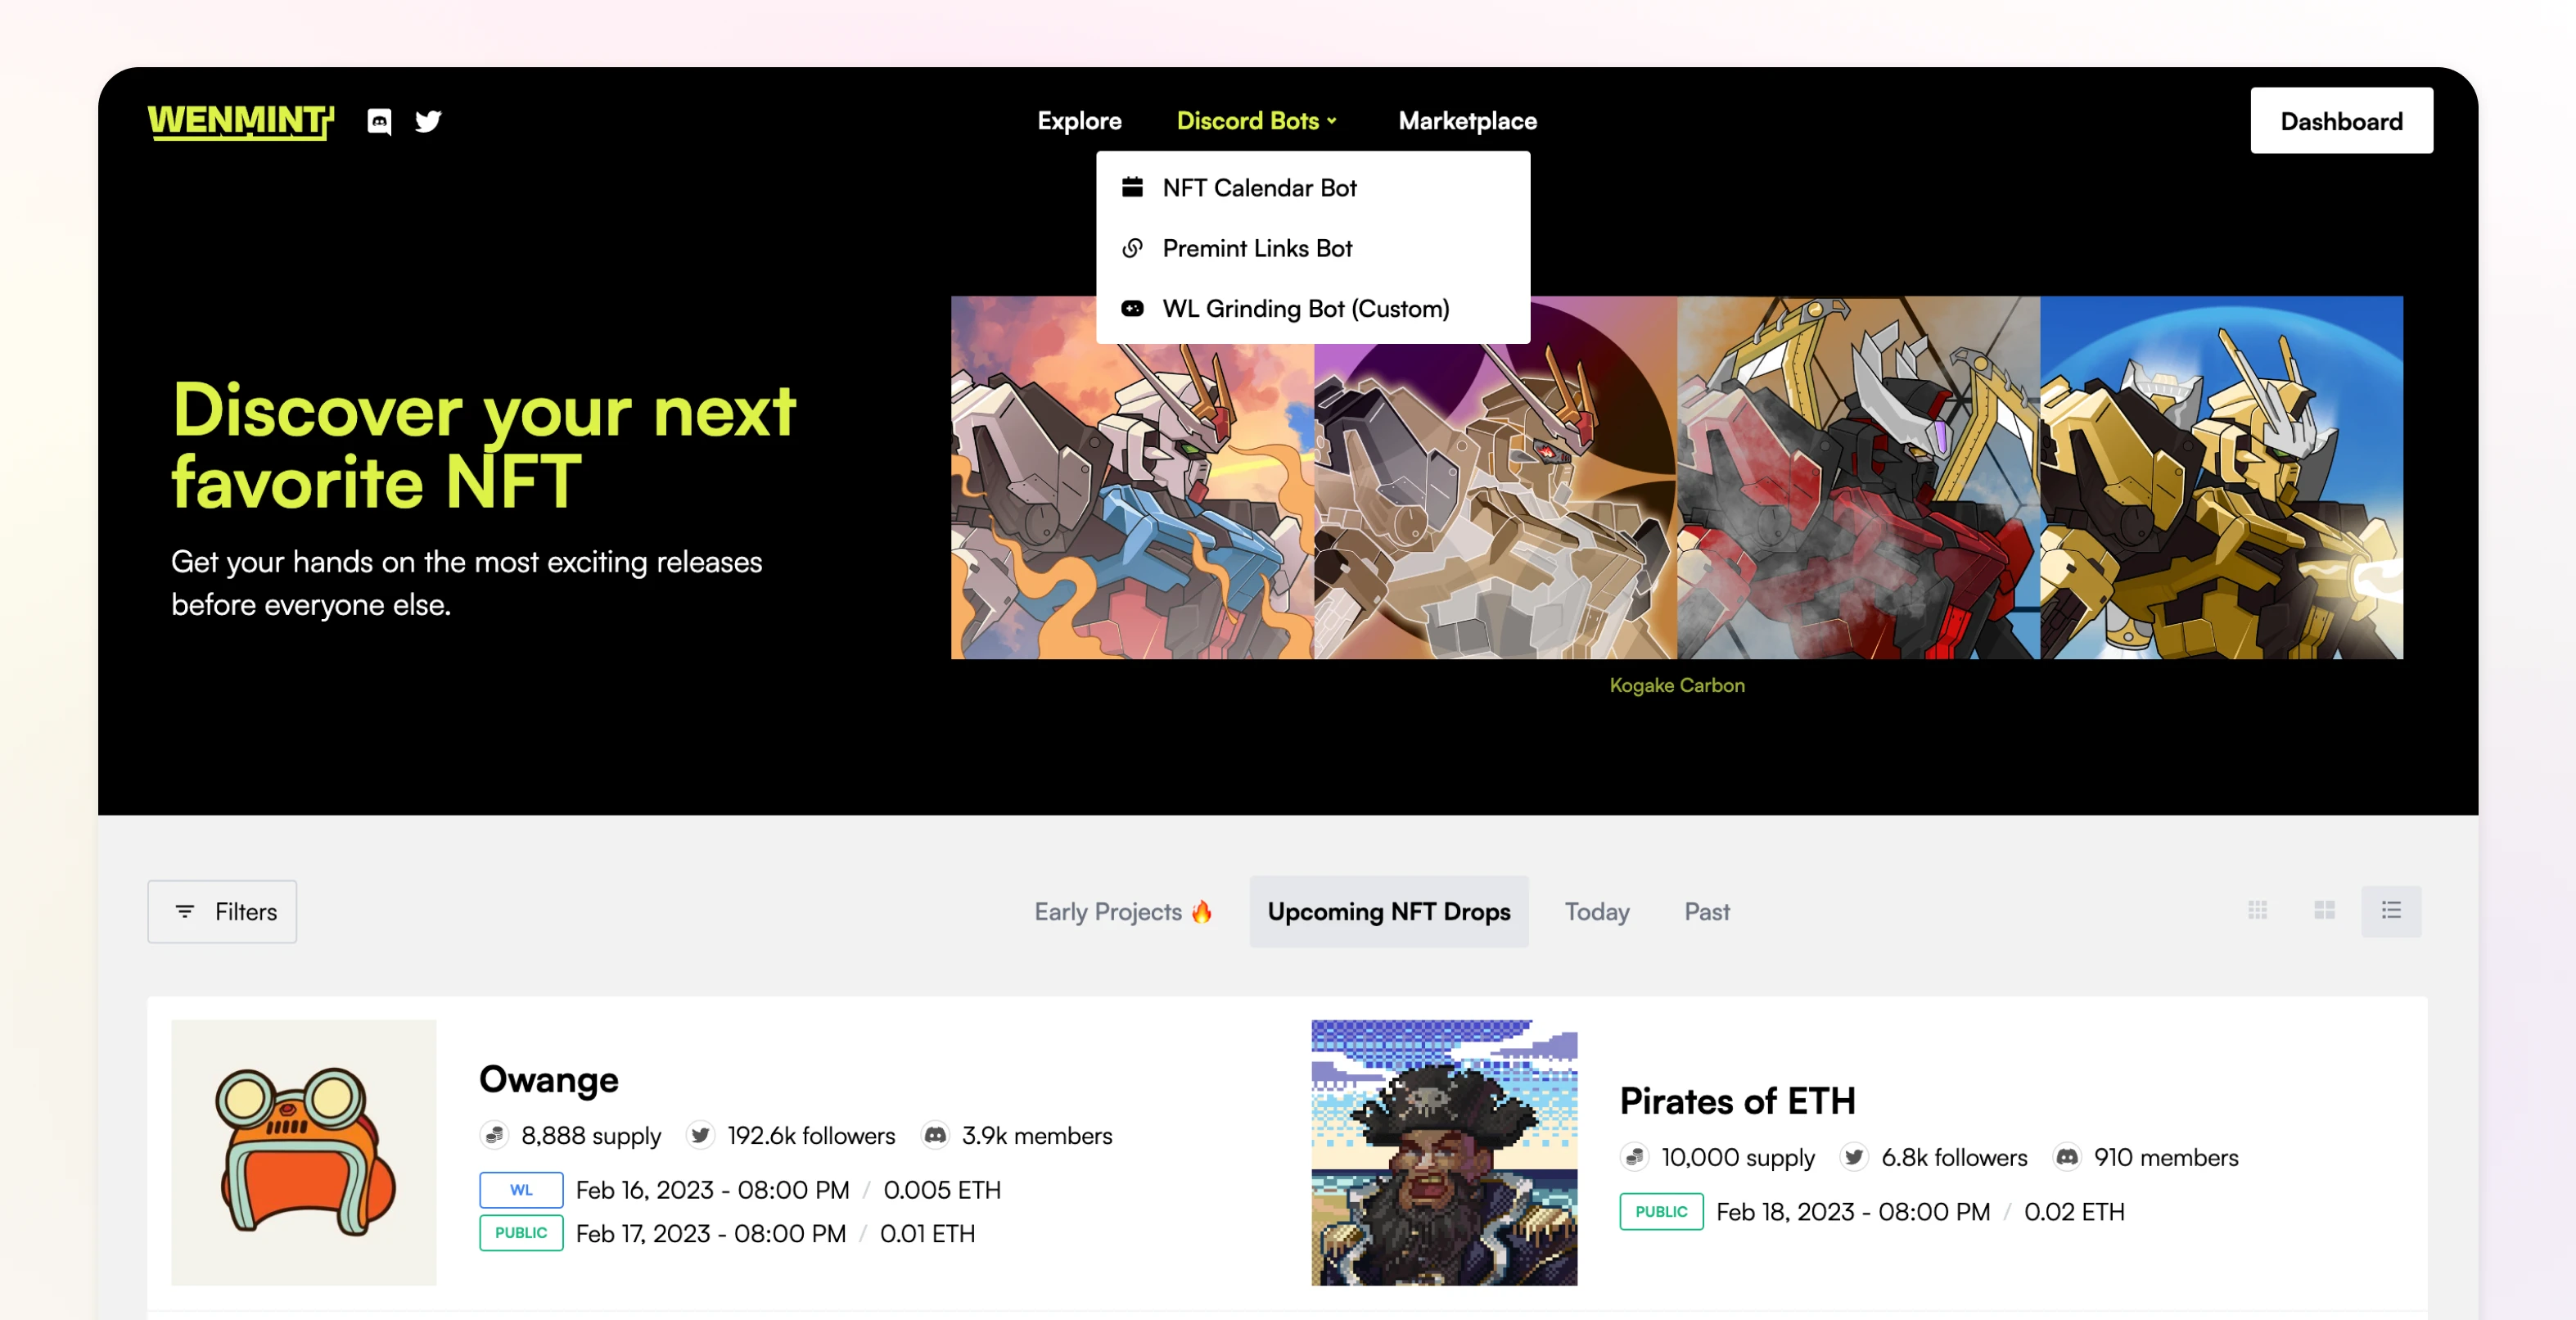 WENMINT
Explore
Discord Bots
Marketplace
Dashboard
NFT Calendar Bot
Premint Links Bot
WL Grinding Bot (Custom)
Discover your next
favorite NFT
Get your hands on the most exciting releases
before everyone else.
Kogake Carbon
Filters
Early Projects 🔥
Upcoming NFT Drops
Today
Past
Owange
8,888 supply
192.6k followers
3.9k members
WL Feb 16, 2023 - 08:00 PM / 0.005 ETH
PUBLIC Feb 17, 2023 - 08:00 PM / 0.01 ETH
Pirates of ETH
10,000 supply
6.8k followers
910 members
PUBLIC Feb 18, 2023 - 08:00 PM / 0.02 ETH